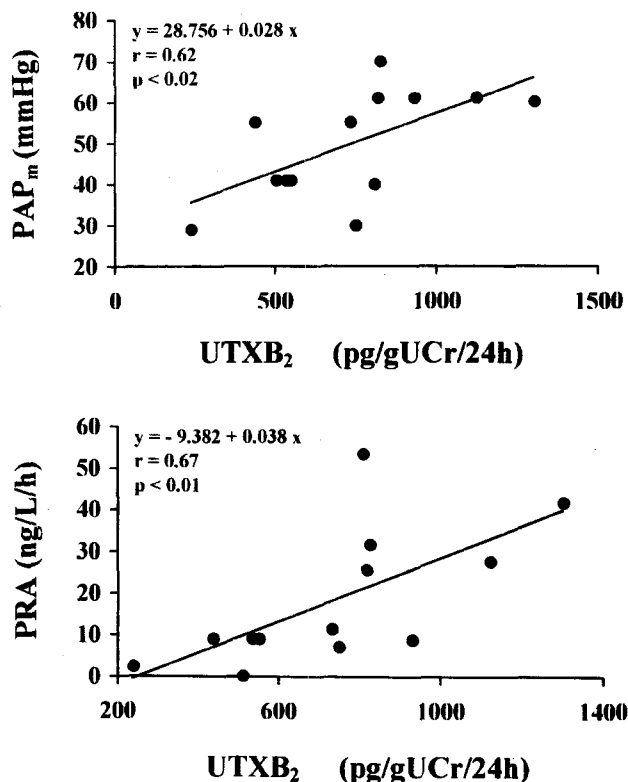 y = 28.756 + 0.028 x
r = 0.62
p < 0.02
80
70
60
50
40
30
20
PAPₘ (mmHg)
0 500 1000 1500
UTXB₂ (pg/gUCr/24h)
y = - 9.382 + 0.038 x
r = 0.67
p < 0.01
60
50
40
30
20
10
0
PRA (ng/L/h)
200 600 1000 1400
UTXB₂ (pg/gUCr/24h)